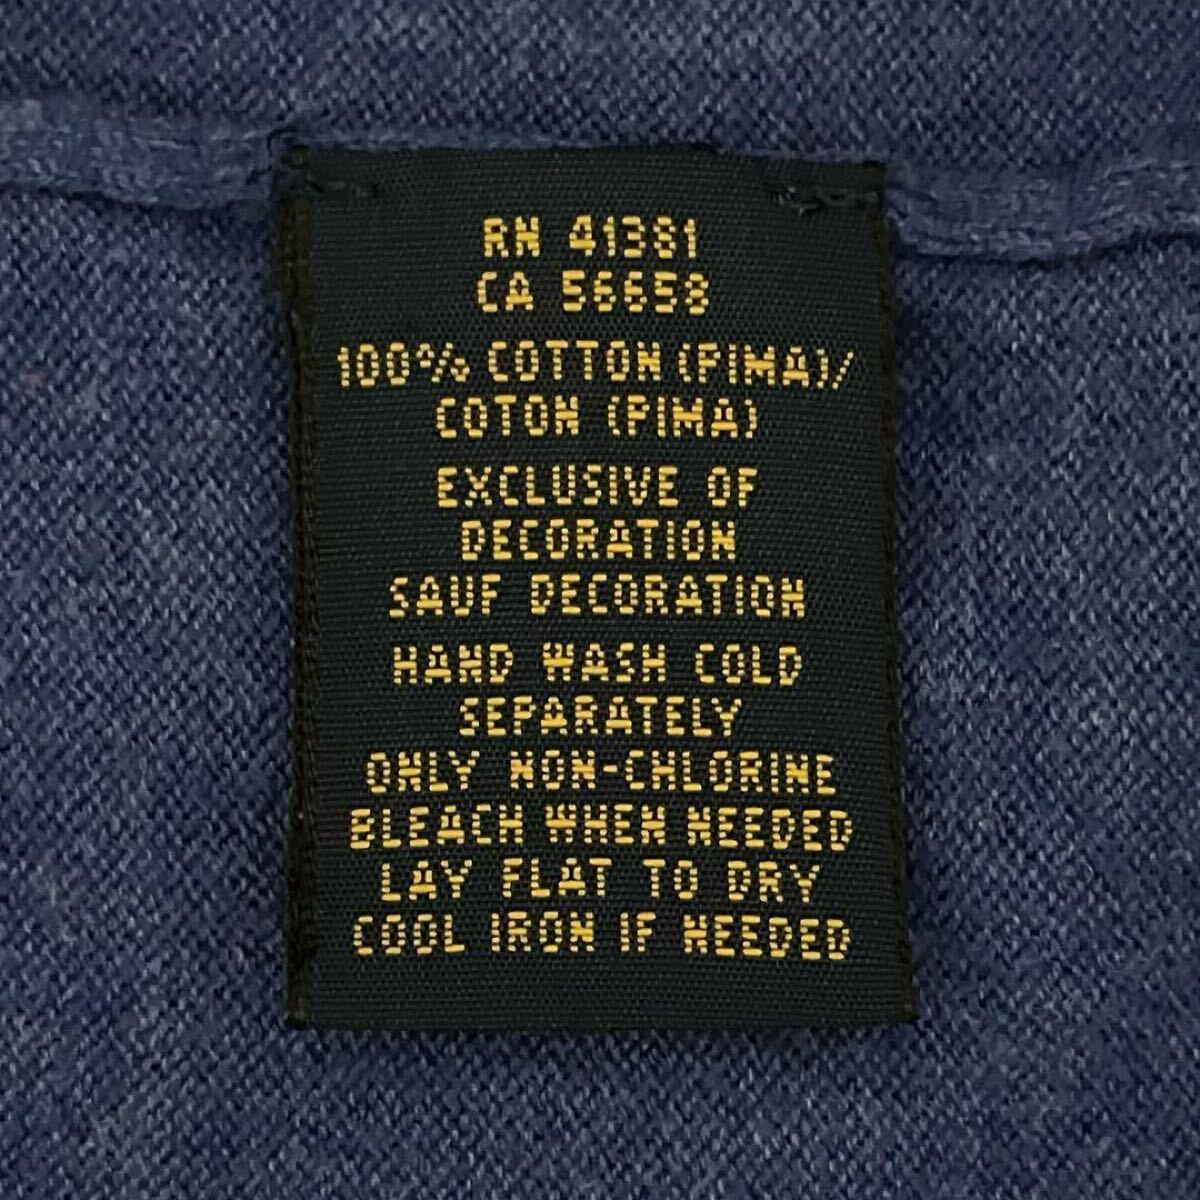 RN 41381
CA 56658
100% COTTON (PIMA)/
COTON (PIMA)
EXCLUSIVE OF
DECORATION
SAUF DECORATION
HAND WASH COLD
SEPARATELY
ONLY NON-CHLORINE
BLEACH WHEN NEEDED
LAY FLAT TO DRY
COOL IRON IF NEEDED